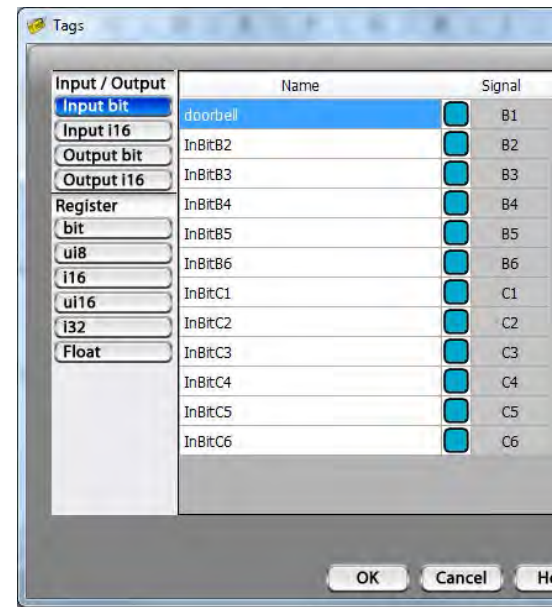 Tags
Input / Output
Input bit
Input i16
Output bit
Output i16
Register
bit
ui8
i16
ui16
i32
Float
Name Signal
doorbell B1
InBitB2 B2
InBitB3 B3
InBitB4 B4
InBitB5 B5
InBitB6 B6
InBitC1 C1
InBitC2 C2
InBitC3 C3
InBitC4 C4
InBitC5 C5
InBitC6 C6
OK Cancel He